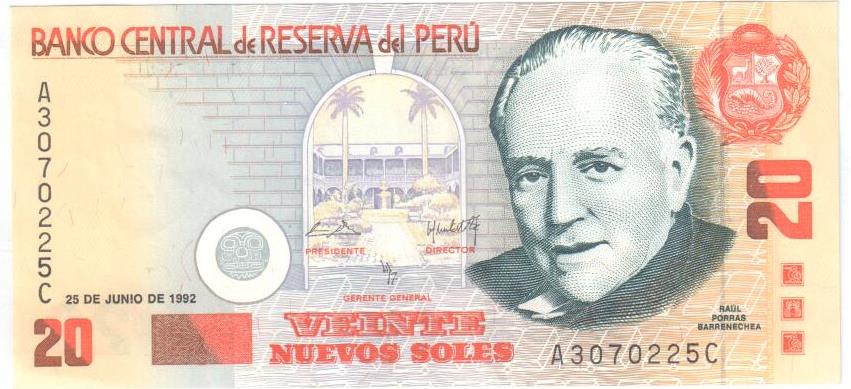 BANCO CENTRAL de RESERVA del PERÚ
A3070225C
PRESIDENTE
DIRECTOR
GERENTE GENERAL
25 DE JUNIO DE 1992
20
VEINTE
NUEVOS SOLES
20
RAÚL
PORRAS
BARRENECHEA
A3070225C